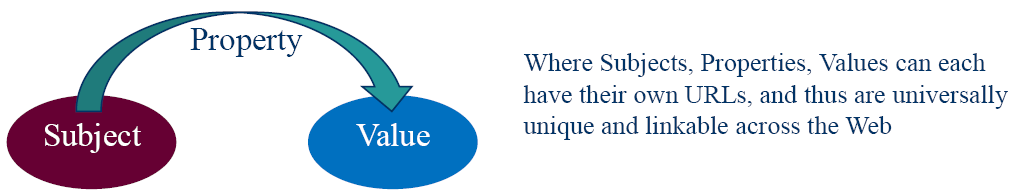 Property
Subject
Value
Where Subjects, Properties, Values can each
have their own URLs, and thus are universally
unique and linkable across the Web